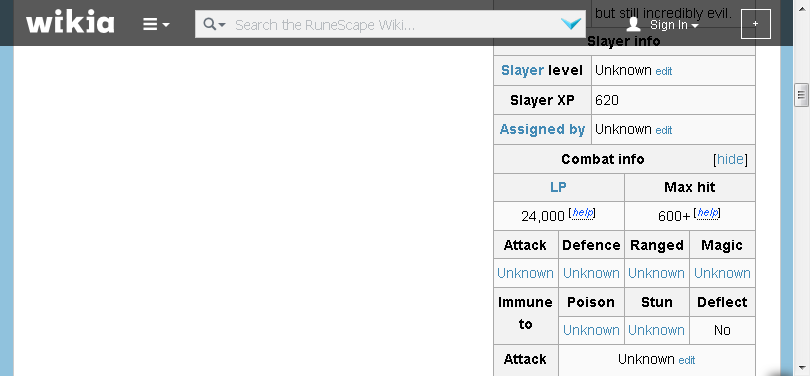 wikia Search the RuneScape Wiki... Sign In +
but still incredibly evil.
Slayer info
Slayer level Unknown edit
Slayer XP 620
Assigned by Unknown edit
Combat info [hide]
LP Max hit
24,000 [help] 600+ [help]
Attack Defence Ranged Magic
Unknown Unknown Unknown Unknown
Immune to Poison Stun Deflect
Unknown Unknown No
Attack Unknown edit